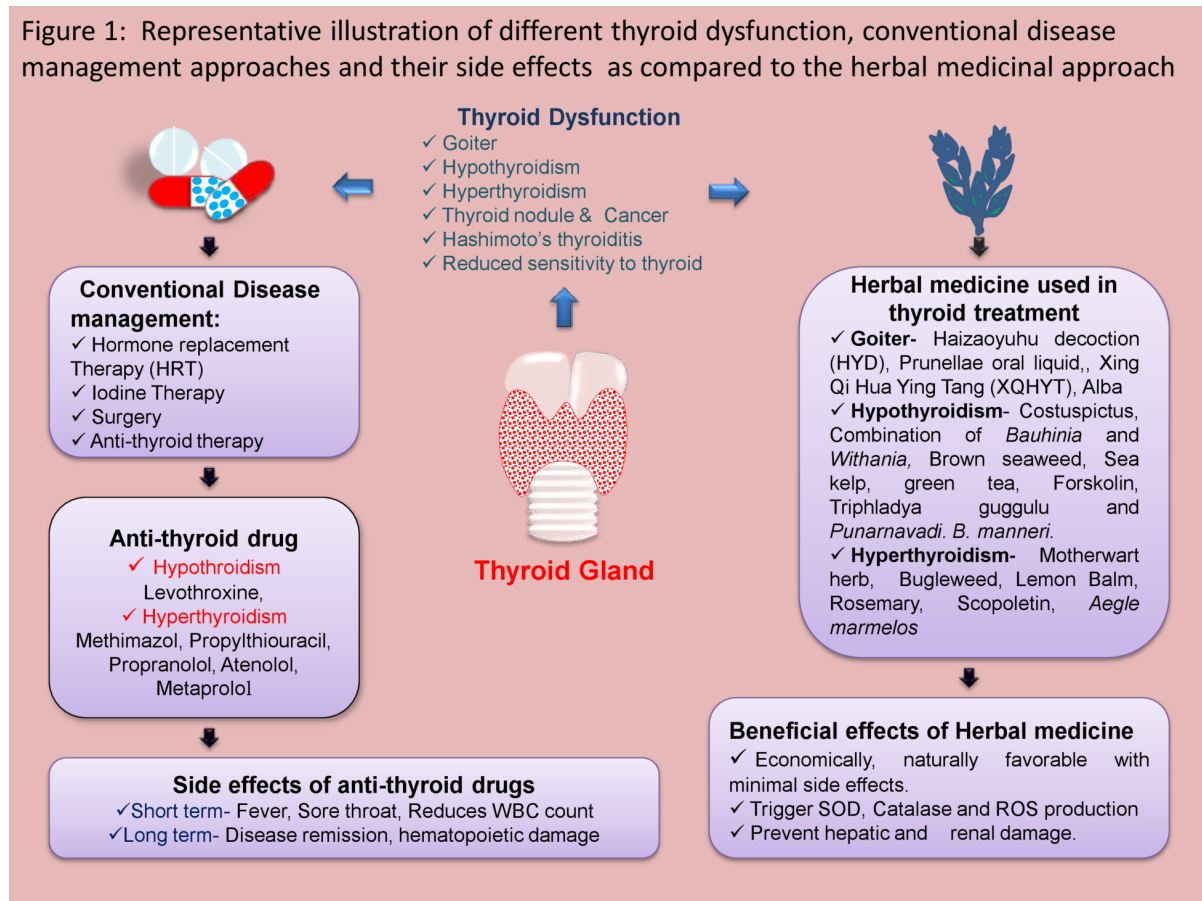 Figure 1: Representative illustration of different thyroid dysfunction, conventional disease
management approaches and their side effects as compared to the herbal medicinal approach
Thyroid Dysfunction
✓ Goiter
✓ Hypothyroidism
✓ Hyperthyroidism
✓ Thyroid nodule & Cancer
✓ Hashimoto's thyroiditis
✓ Reduced sensitivity to thyroid
Thyroid Gland
Conventional Disease
management:
✓ Hormone replacement
Therapy (HRT)
✓ Iodine Therapy
✓ Surgery
✓ Anti-thyroid therapy
Anti-thyroid drug
✓ Hypothroidism
Levothroxine,
✓ Hyperthyroidism
Methimazol, Propylthiouracil,
Propranolol, Atenolol,
Metaprolol
Side effects of anti-thyroid drugs
✓Short term- Fever, Sore throat, Reduces WBC count
✓Long term- Disease remission, hematopoietic damage
Herbal medicine used in
thyroid treatment
✓ Goiter- Haizaoyuhu decoction
(HYD), Prunellae oral liquid,, Xing
Qi Hua Ying Tang (XQHYT), Alba
✓ Hypothyroidism- Costuspictus,
Combination of Bauhinia and
Withania, Brown seaweed, Sea
kelp, green tea, Forskolin,
Triphladya guggulu and
Punarnavadi. B. manneri.
✓ Hyperthyroidism- Motherwart
herb, Bugleweed, Lemon Balm,
Rosemary, Scopoletin, Aegle
marmelos
Beneficial effects of Herbal medicine
✓ Economically, naturally favorable with
minimal side effects.
✓ Trigger SOD, Catalase and ROS production
✓ Prevent hepatic and renal damage.